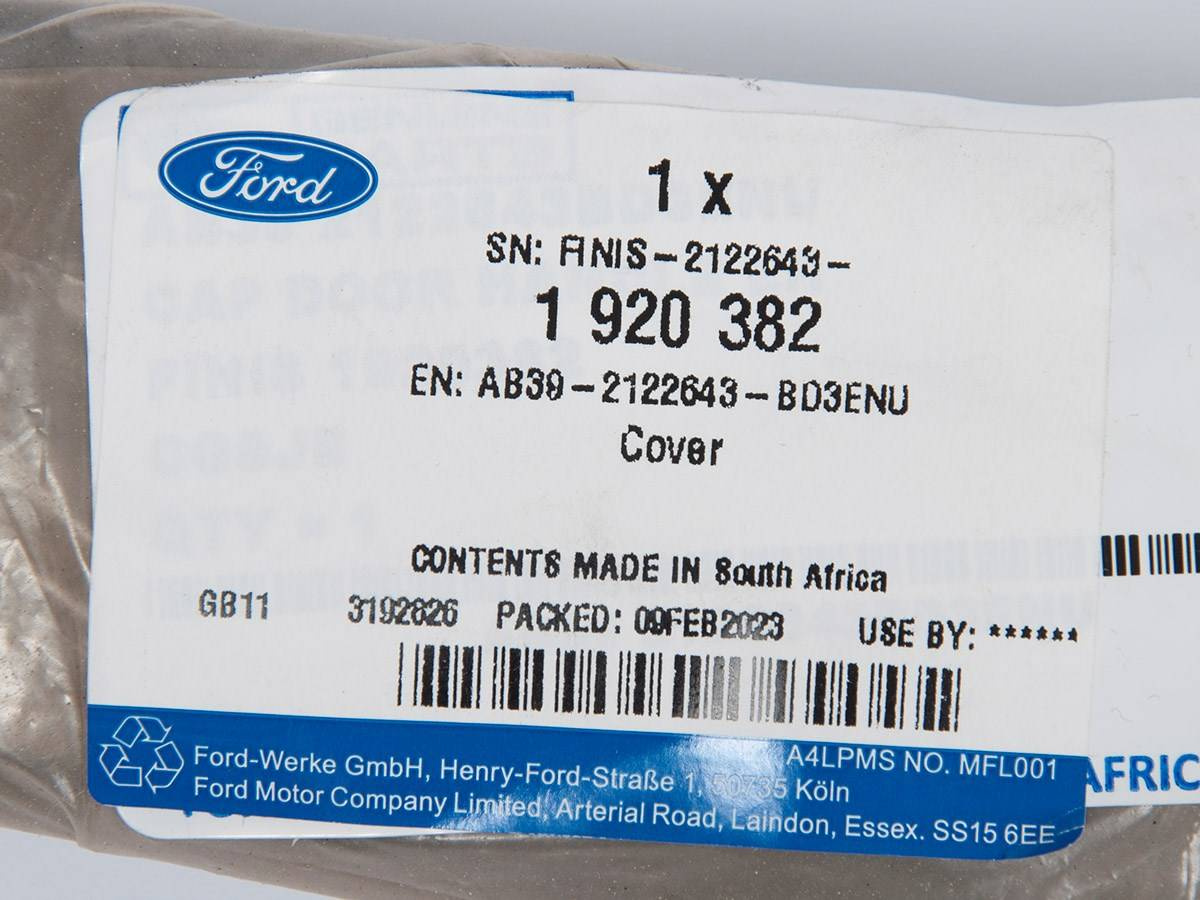 Ford
1 x
SN: FINIS-2122643-
1 920 382
EN: AB39-2122643-BD3ENU
Cover
CONTENTS MADE IN South Africa
GB11 3192626 PACKED: 09FEB2023 USE BY: ******
A4LPMS NO. MFL001
Ford-Werke GmbH, Henry-Ford-Straße 1, 50735 Köln
Ford Motor Company Limited, Arterial Road, Laindon, Essex. SS15 6EE
AFRIC